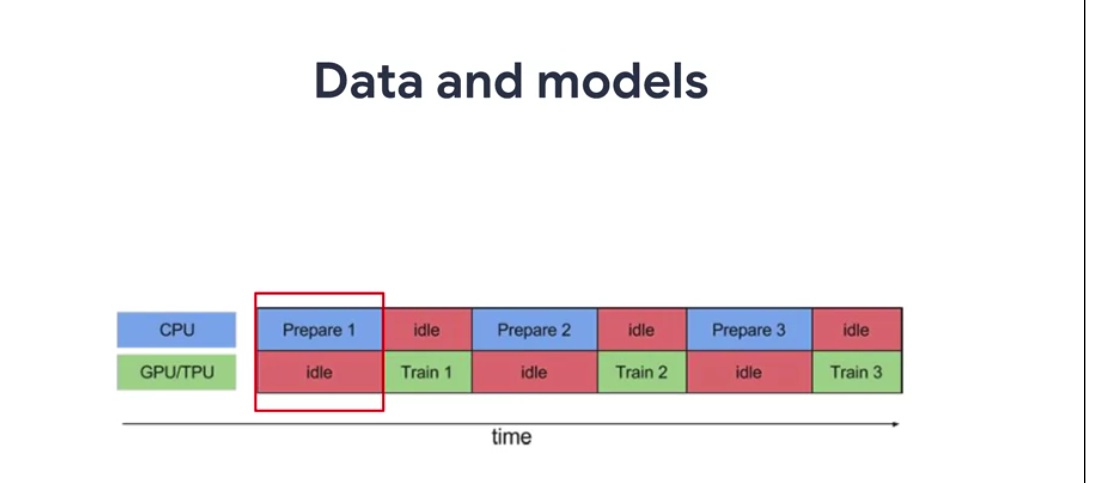 Data and models
CPU Prepare 1 idle Prepare 2 idle Prepare 3 idle
GPU/TPU idle Train 1 idle Train 2 idle Train 3
time